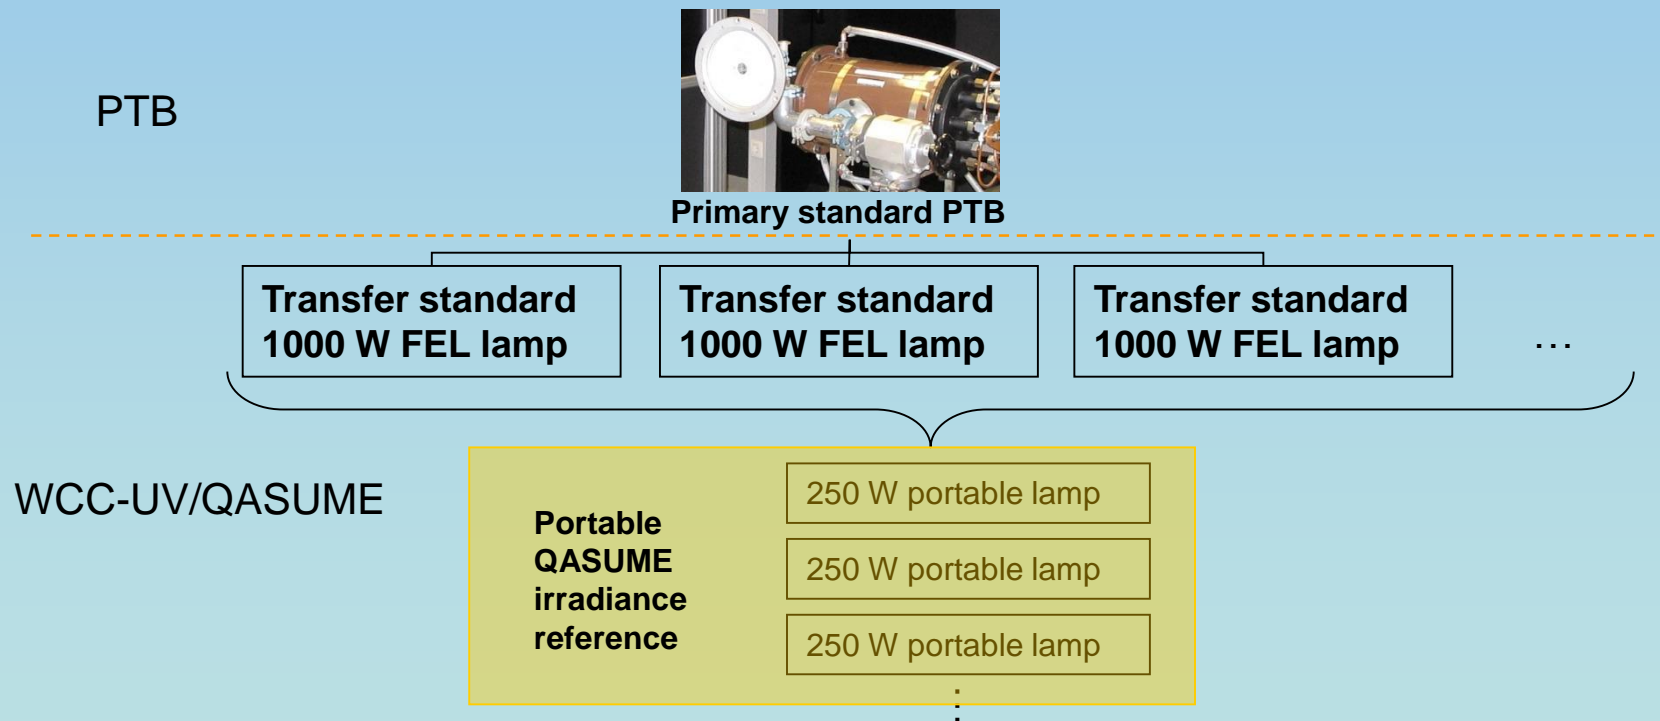 PTB
Primary standard PTB
Transfer standard
1000 W FEL lamp
Transfer standard
1000 W FEL lamp
Transfer standard
1000 W FEL lamp
...
WCC-UV/QASUME
Portable
QASUME
irradiance
reference
250 W portable lamp
250 W portable lamp
250 W portable lamp